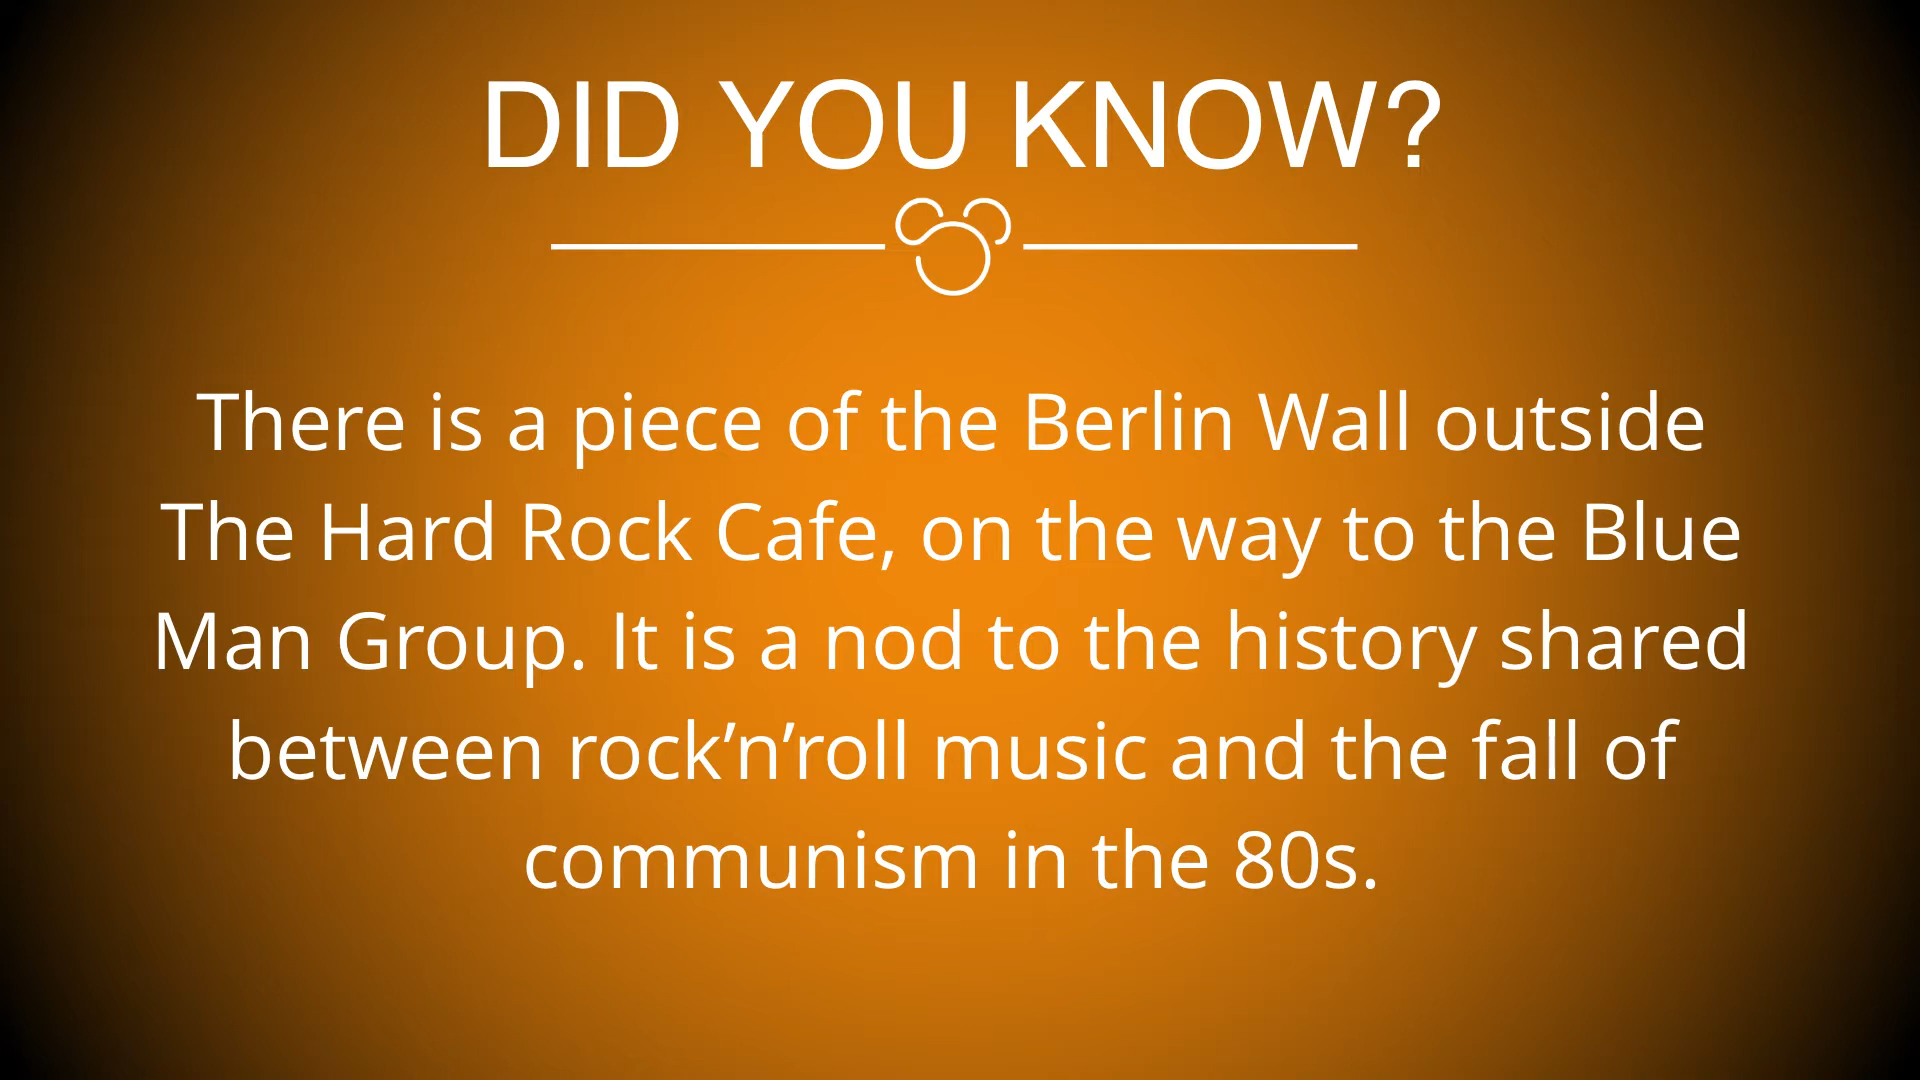 DID YOU KNOW?
There is a piece of the Berlin Wall outside
The Hard Rock Cafe, on the way to the Blue
Man Group. It is a nod to the history shared
between rock’n’roll music and the fall of
communism in the 80s.